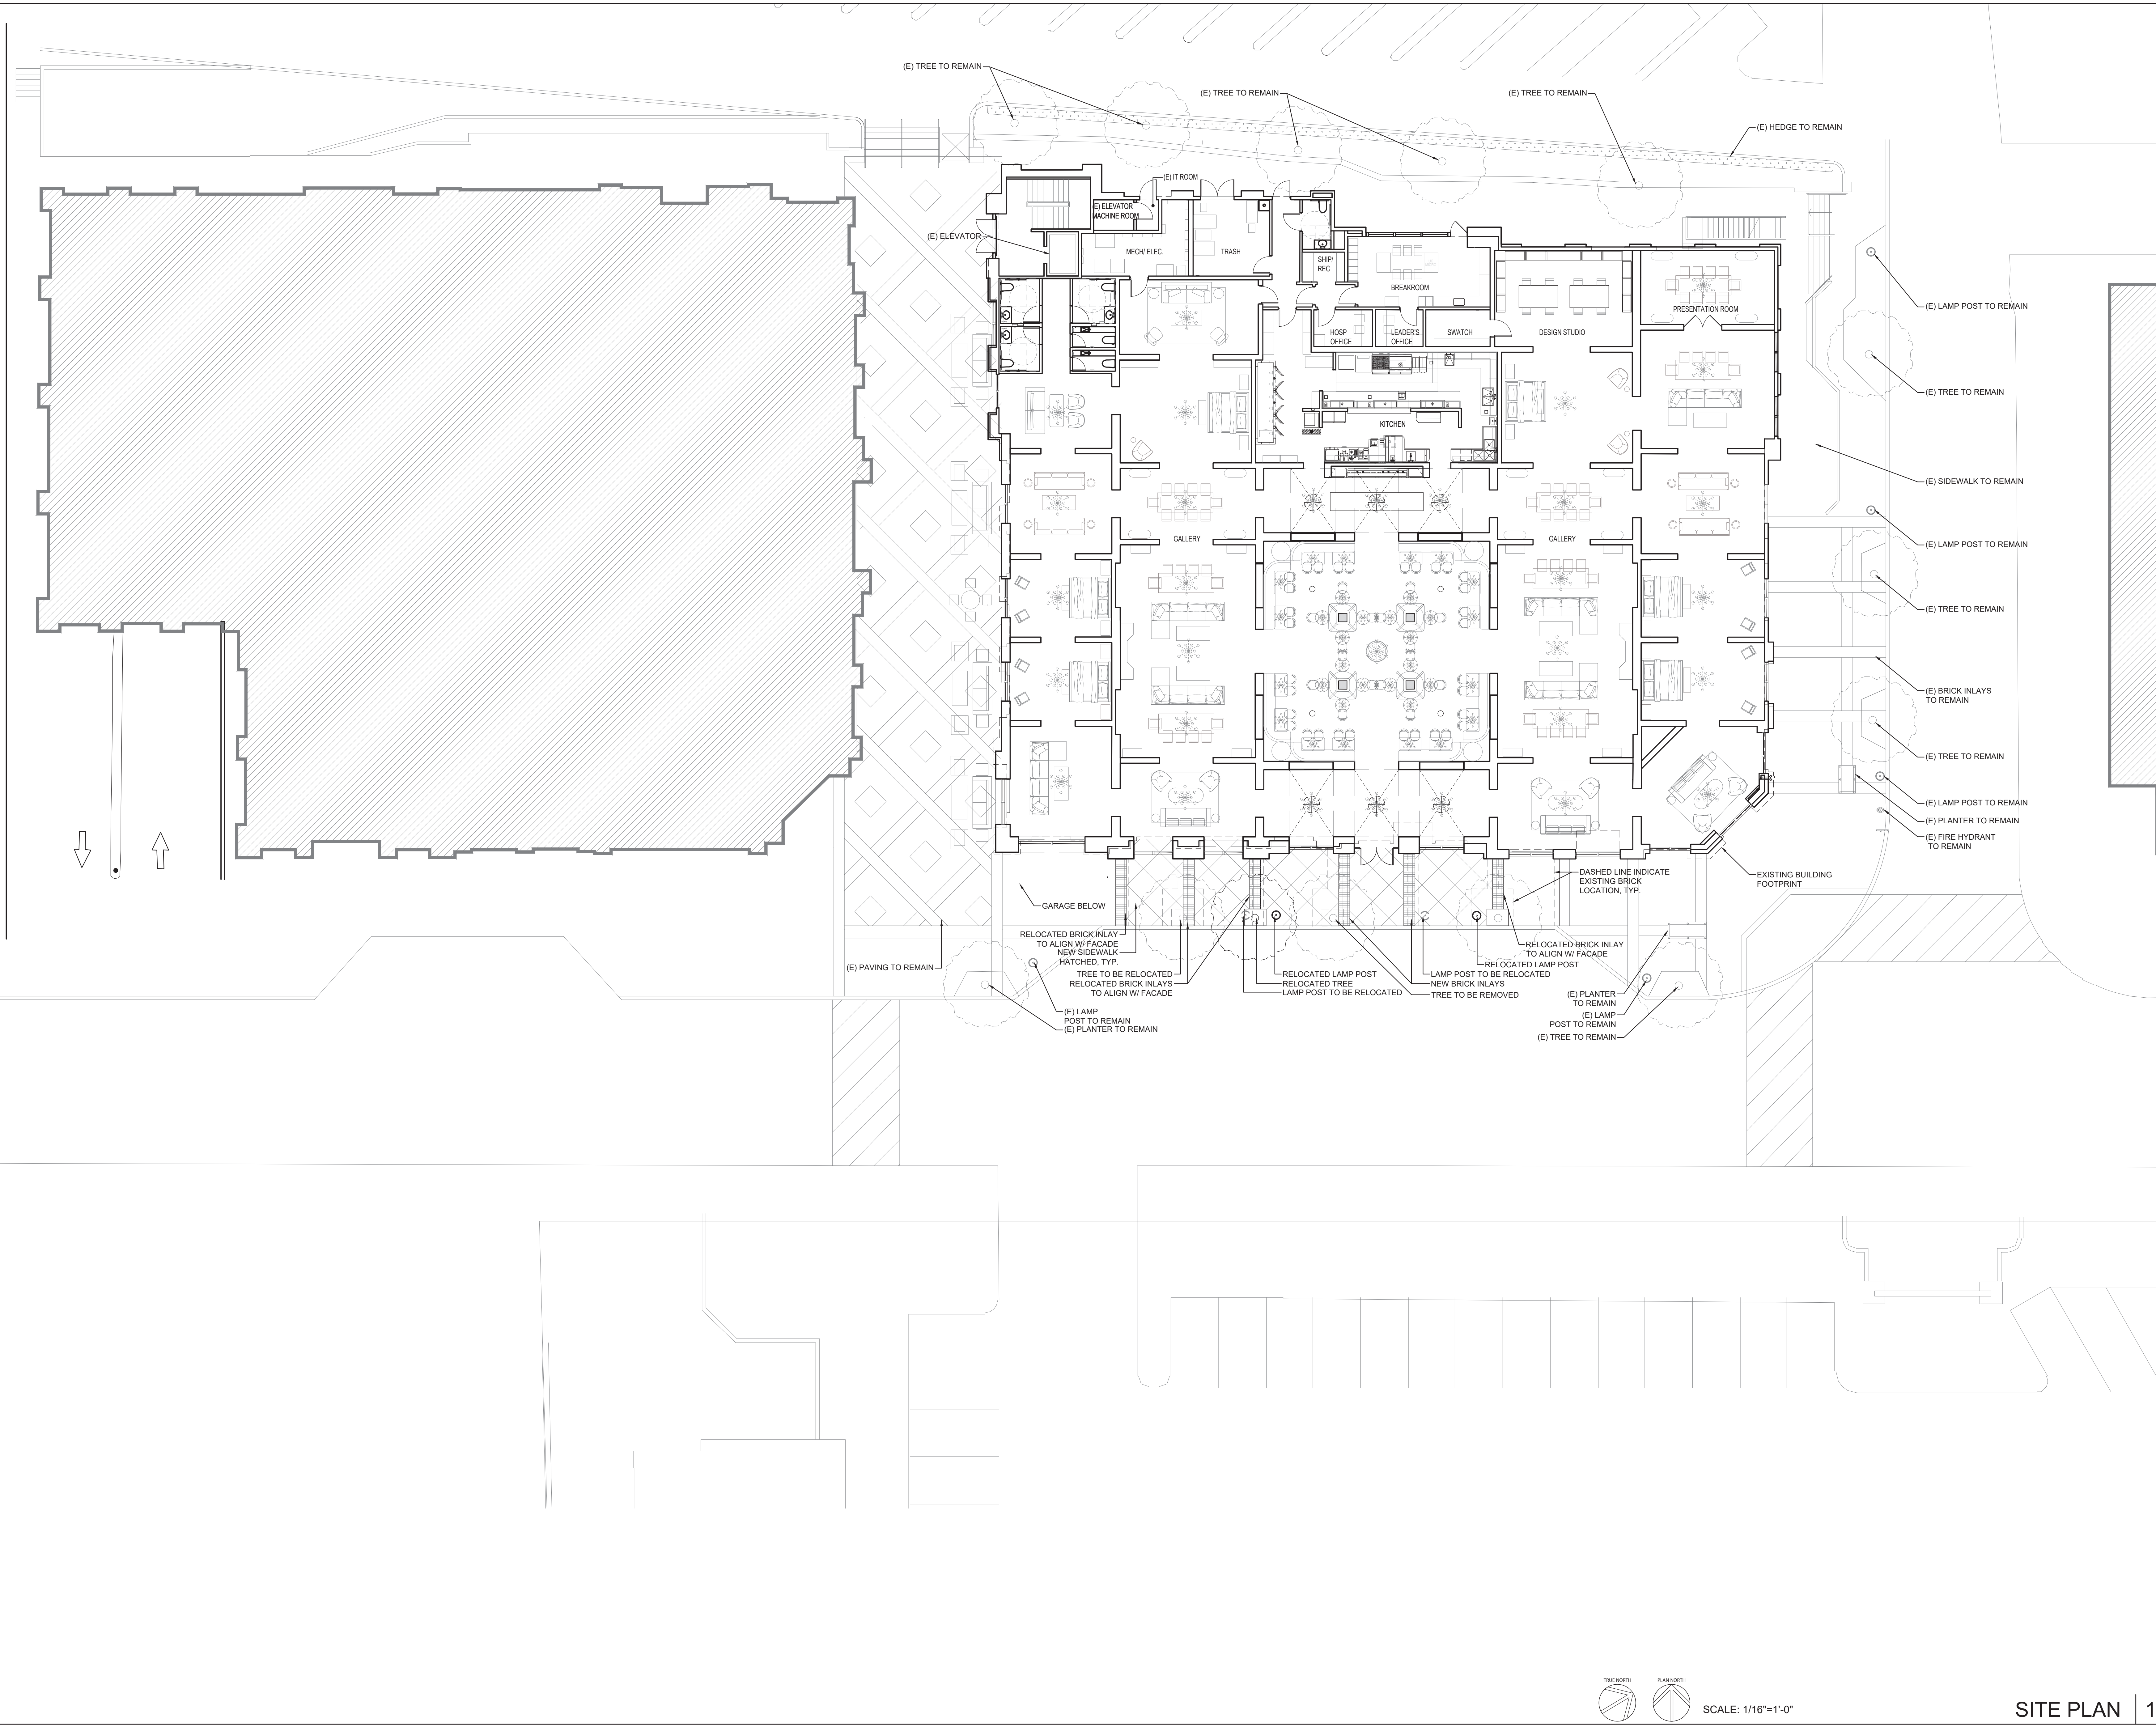 (E) TREE TO REMAIN
(E) TREE TO REMAIN
(E) TREE TO REMAIN
(E) HEDGE TO REMAIN
(E) IT ROOM
(E) ELEVATOR
MACHINE ROOM
(E) ELEVATOR
MECH/ ELEC.
TRASH
SHIP/
REC
BREAKROOM
PRESENTATION ROOM
HOSP
OFFICE
LEADER'S
OFFICE
SWATCH
DESIGN STUDIO
KITCHEN
GALLERY
GALLERY
(E) LAMP POST TO REMAIN
(E) TREE TO REMAIN
(E) SIDEWALK TO REMAIN
(E) LAMP POST TO REMAIN
(E) TREE TO REMAIN
(E) BRICK INLAYS
TO REMAIN
(E) TREE TO REMAIN
(E) LAMP POST TO REMAIN
(E) PLANTER TO REMAIN
(E) FIRE HYDRANT
TO REMAIN
EXISTING BUILDING
FOOTPRINT
DASHED LINE INDICATE
EXISTING BRICK
LOCATION, TYP.
GARAGE BELOW
RELOCATED BRICK INLAY
TO ALIGN W/ FACADE
NEW SIDEWALK
HATCHED, TYP.
(E) PAVING TO REMAIN
TREE TO BE RELOCATED
RELOCATED BRICK INLAYS
TO ALIGN W/ FACADE
RELOCATED LAMP POST
RELOCATED TREE
LAMP POST TO BE RELOCATED
RELOCATED BRICK INLAY
TO ALIGN W/ FACADE
RELOCATED LAMP POST
LAMP POST TO BE RELOCATED
NEW BRICK INLAYS
TREE TO BE REMOVED
(E) PLANTER
TO REMAIN
(E) LAMP
POST TO REMAIN
(E) TREE TO REMAIN
(E) LAMP
POST TO REMAIN
(E) PLANTER TO REMAIN
TRUE NORTH
PLAN NORTH
SCALE: 1/16"=1'-0"
SITE PLAN
1